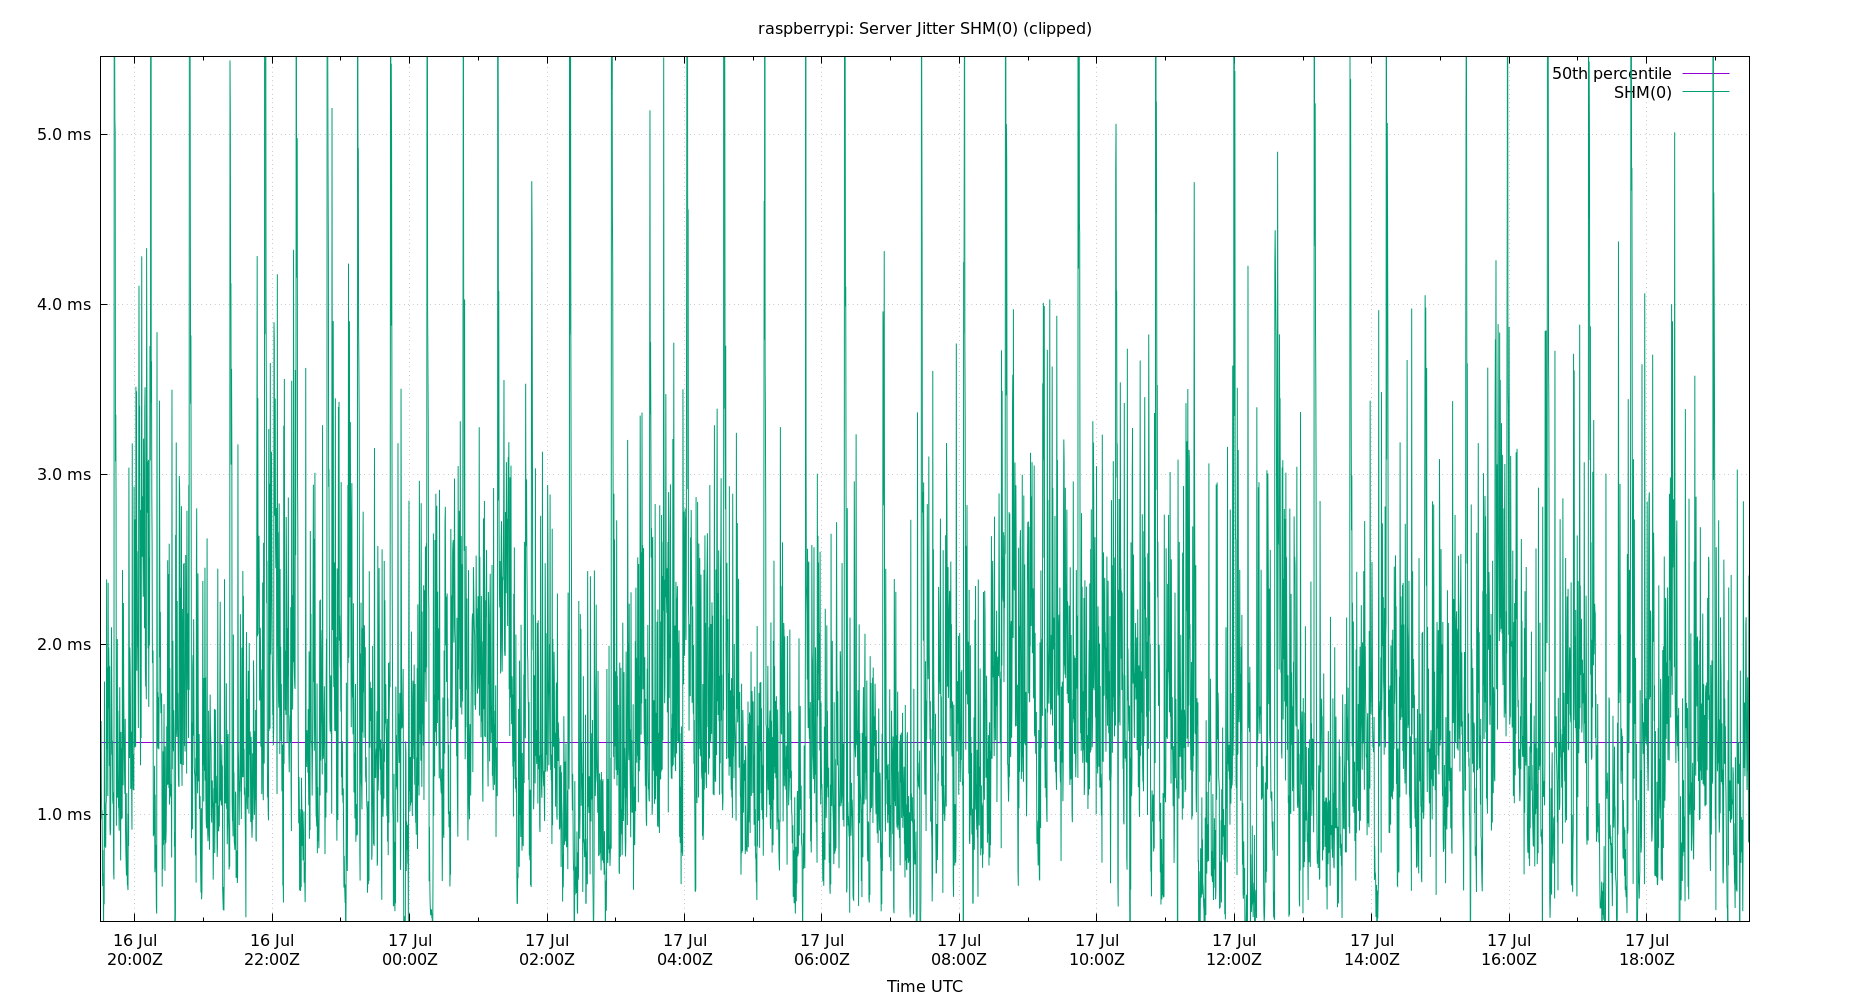 raspberrypi: Server Jitter SHM(0) (clipped)
50th percentile
SHM(0)
5.0 ms
4.0 ms
3.0 ms
2.0 ms
1.0 ms
16 Jul 16 Jul 17 Jul 17 Jul 17 Jul 17 Jul 17 Jul 17 Jul 17 Jul 17 Jul 17 Jul 17 Jul
20:00Z 22:00Z 00:00Z 02:00Z 04:00Z 06:00Z 08:00Z 10:00Z 12:00Z 14:00Z 16:00Z 18:00Z
Time UTC